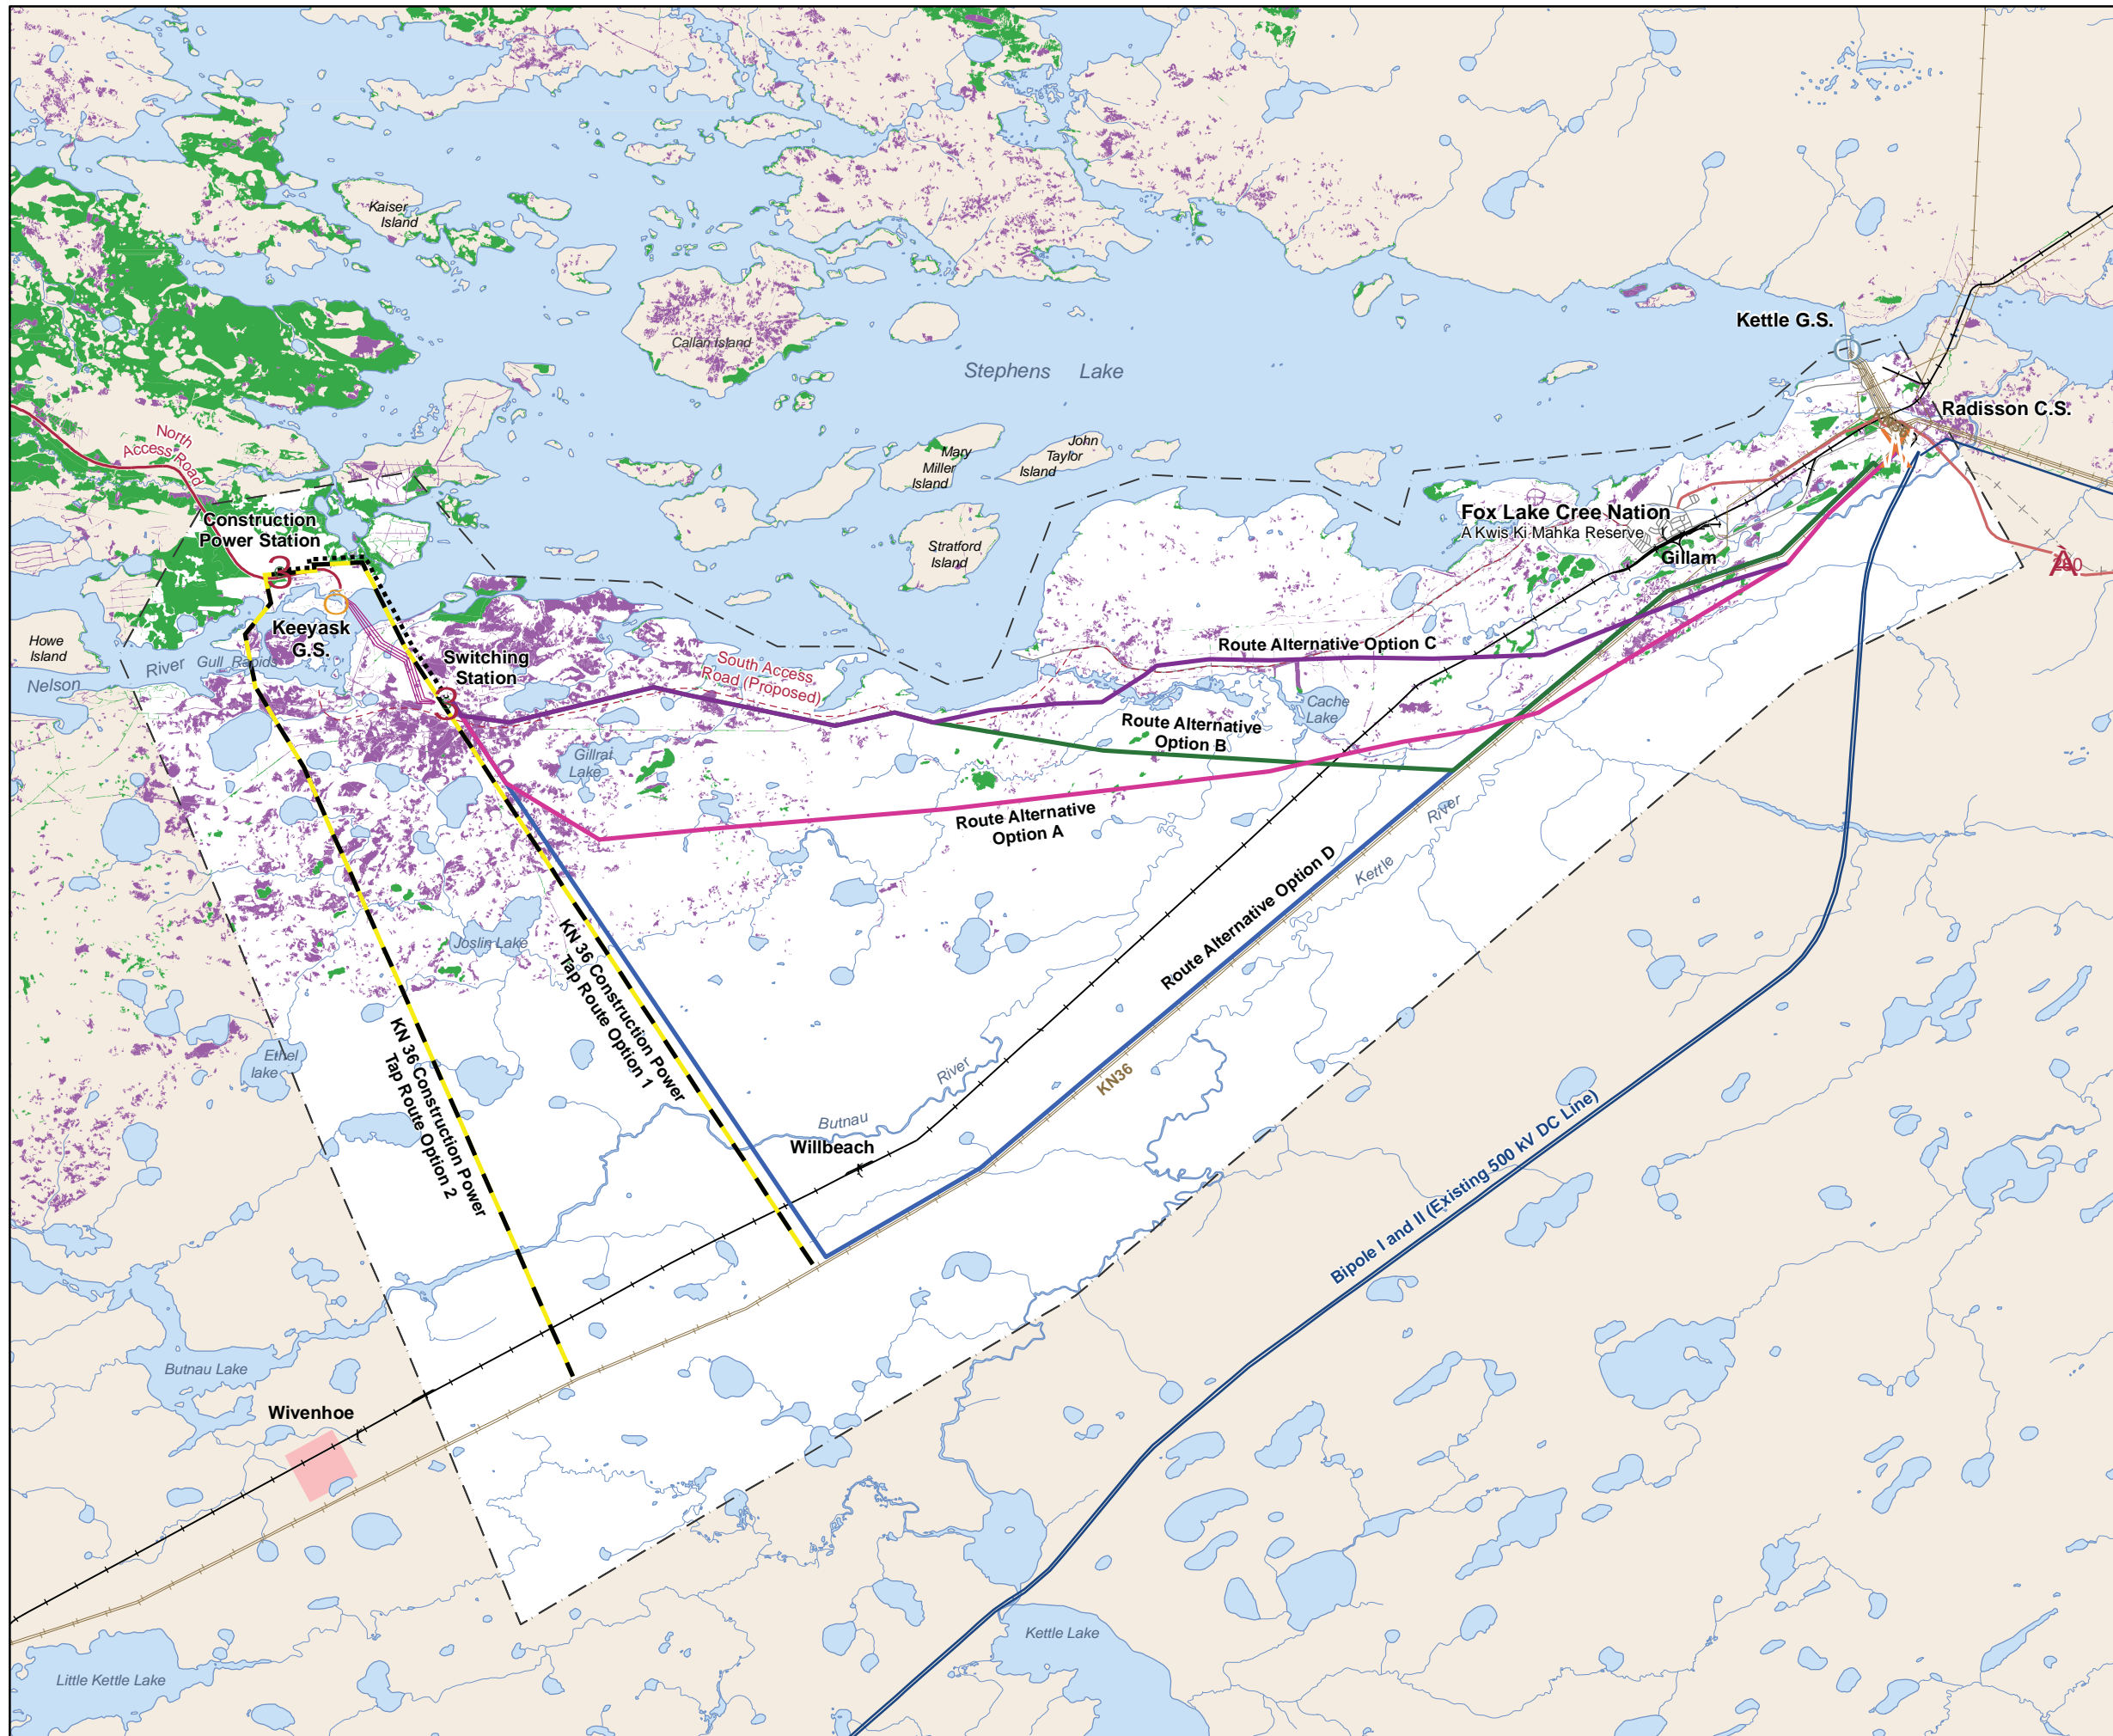 Kaiser
Island
Kettle G.S.
Callan Island
Stephens Lake
Radisson C.S.
North
Access Road
Mary
Miller
Island
John
Taylor
Island
Construction
Power Station
Fox Lake Cree Nation
A Kwis Ki Mahka Reserve
Stratford
Island
Gillam
280
A
3
Keeyask
G.S.
Howe
Island
River
Gull Rapids
Nelson
Switching
Station
3
South Access
Road (Proposed)
Route Alternative Option C
Cache
Lake
Route Alternative
Option B
Gillrat
Lake
Route Alternative
Option A
River
Kettle
Route Alternative Option D
Joslin Lake
KN 36 Construction Power
Tap Route Option 1
KN 36 Construction Power
Tap Route Option 2
Ethel
lake
River
Butnau
KN36
Willbeach
Bipole I and II (Existing 500 kV DC Line)
Butnau Lake
Wivenhoe
Kettle Lake
Little Kettle Lake